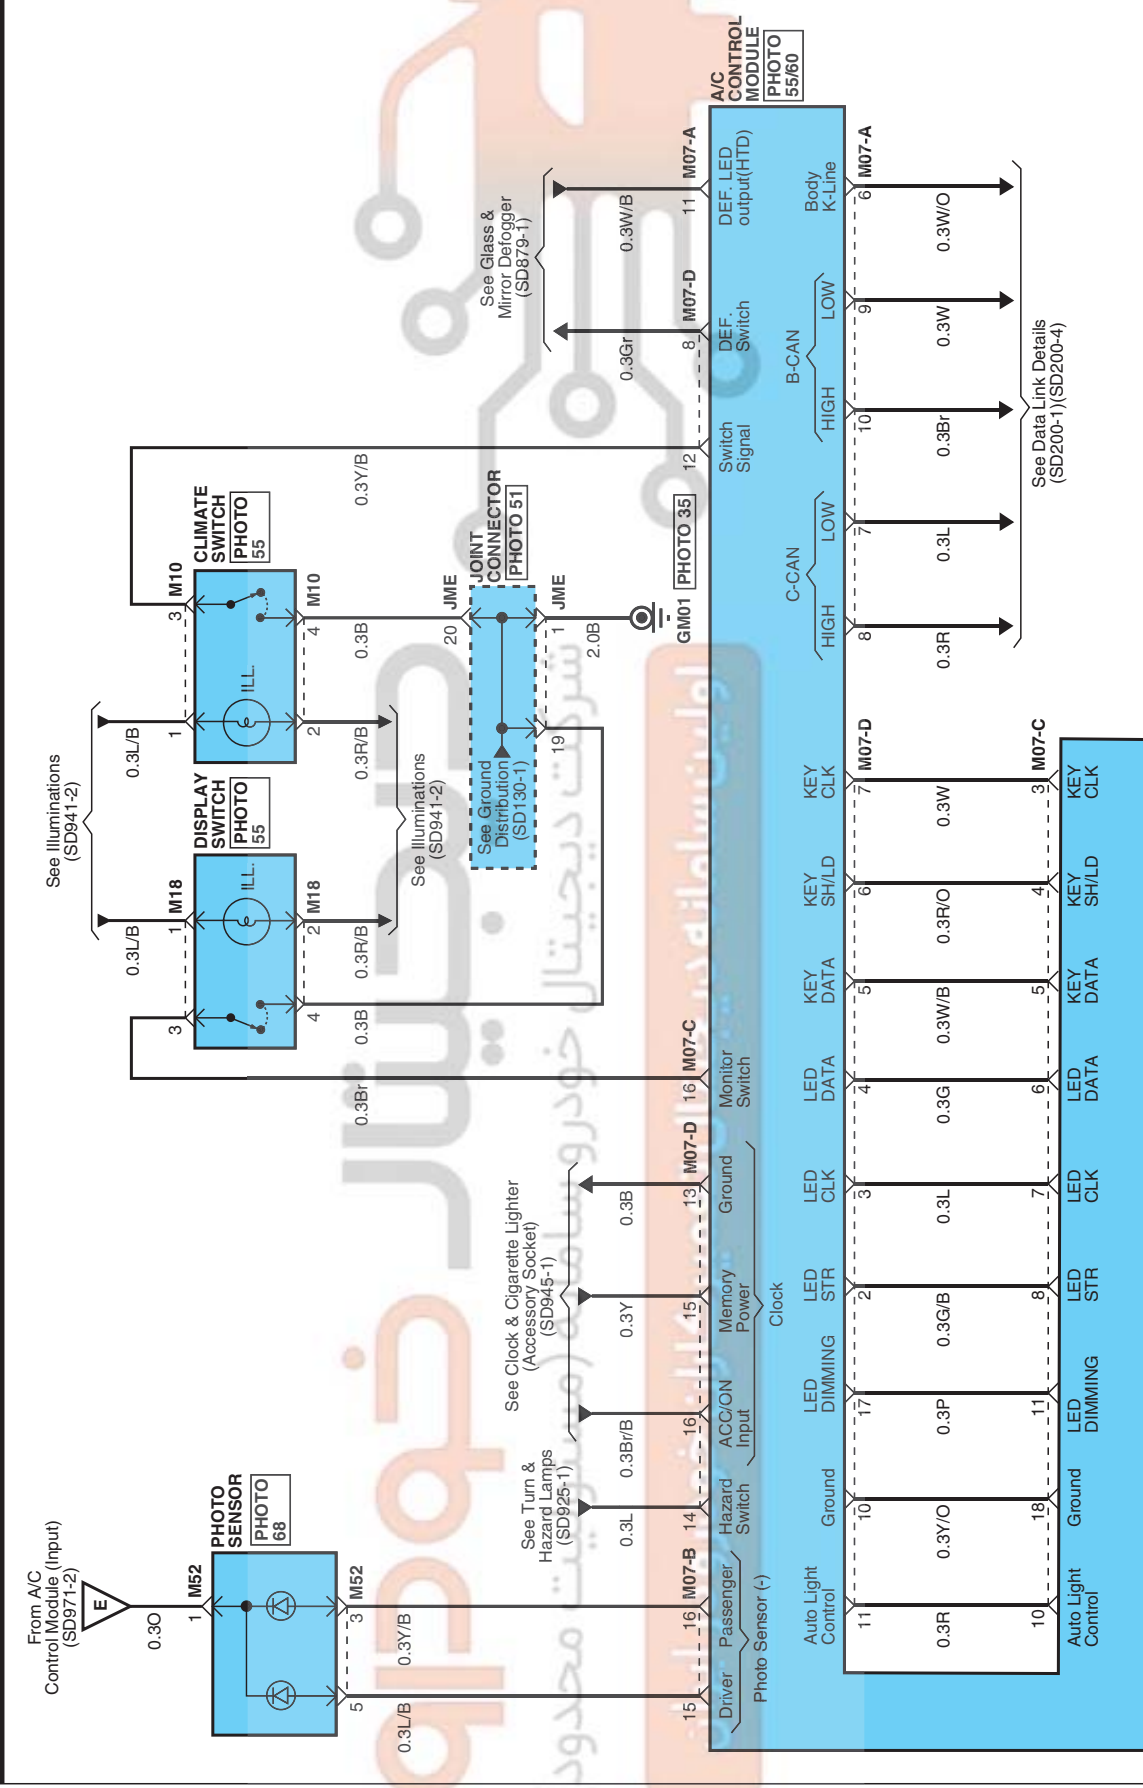 From A/C
Control Module (Input)
(SD971-2)
E
0.3O
1
M52
PHOTO
SENSOR
PHOTO
68
M52
5
3
0.3L/B
0.3Y/B
15
16
M07-B
Driver
Passenger
Photo Sensor (-)
See Turn &
Hazard Lamps
(SD925-1)
0.3L
14
Hazard
Switch
See Clock & Cigarette Lighter
(Accessory Socket)
(SD945-1)
0.3Br/B
0.3Y
0.3B
16
15
13
M07-D
ACC/ON
Input
Memory
Power
Ground
Clock
0.3Br
16
M07-C
Monitor
Switch
See Illuminations
(SD941-2)
0.3L/B
0.3L/B
3
1
M18
DISPLAY
SWITCH
PHOTO
55
ILL.
4
2
M18
0.3B
0.3R/B
1
3
M10
CLIMATE
SWITCH
PHOTO
55
ILL.
2
4
M10
0.3R/B
0.3B
See Illuminations
(SD941-2)
20
JME
JOINT
CONNECTOR
PHOTO 51
See Ground
Distribution
(SD130-1)
19
1
JME
2.0B
GM01
PHOTO 35
0.3Y/B
12
Switch
Signal
See Glass &
Mirror Defogger
(SD879-1)
0.3Gr
0.3W/B
8
M07-D
11
M07-A
DEF.
Switch
DEF. LED
output(HTD)
A/C
CONTROL
MODULE
PHOTO
55/60
C-CAN
HIGH
LOW
B-CAN
HIGH
LOW
Body
K-Line
8
7
10
9
6
M07-A
0.3R
0.3L
0.3Br
0.3W
0.3W/O
See Data Link Details
(SD200-1)(SD200-4)
Auto Light
Control
Ground
LED
DIMMING
LED
STR
LED
CLK
LED
DATA
KEY
DATA
KEY
SH/LD
KEY
CLK
11
10
17
2
3
4
5
6
7
M07-D
0.3R
0.3Y/O
0.3P
0.3G/B
0.3L
0.3G
0.3W/B
0.3R/O
0.3W
10
18
11
8
7
6
5
4
3
M07-C
Auto Light
Control
Ground
LED
DIMMING
LED
STR
LED
CLK
LED
DATA
KEY
DATA
KEY
SH/LD
KEY
CLK
شرکت دیجیتال خودرو سامانه (مسئولیت محدود